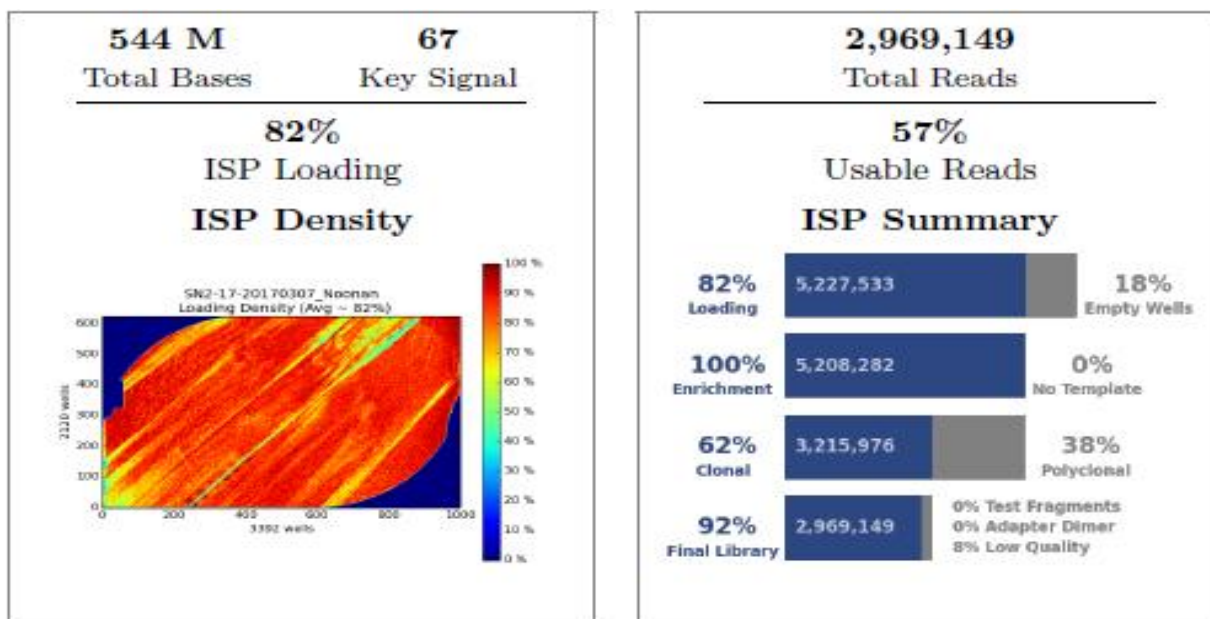 544 M
67
Total Bases
Key Signal
82%
ISP Loading
ISP Density
SN2-17-20170307_Noonan
Loading Density (Avg ~ 82%)
100 %
90 %
80 %
70 %
60 %
50 %
40 %
30 %
20 %
10 %
0 %
600
500
400
300
200
100
0
2120 wells
0
200
400
600
800
1000
3392 wells
2,969,149
Total Reads
57%
Usable Reads
ISP Summary
82%
Loading
5,227,533
18%
Empty Wells
100%
Enrichment
5,208,282
0%
No Template
62%
Clonal
3,215,976
38%
Polyclonal
92%
Final Library
2,969,149
0% Test Fragments
0% Adapter Dimer
8% Low Quality